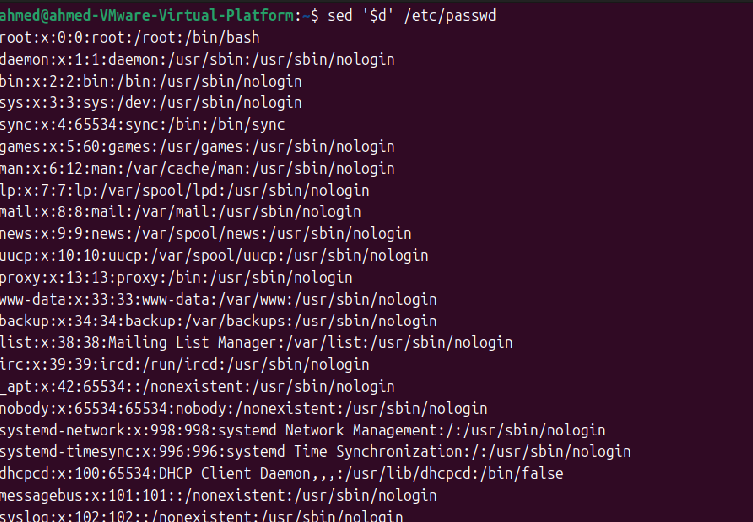 ahmed@ahmed-VMware-Virtual-Platform:~$ sed '$d' /etc/passwd
root:x:0:0:root:/root:/bin/bash
daemon:x:1:1:daemon:/usr/sbin:/usr/sbin/nologin
bin:x:2:2:bin:/bin:/usr/sbin/nologin
sys:x:3:3:sys:/dev:/usr/sbin/nologin
sync:x:4:65534:sync:/bin:/bin/sync
games:x:5:60:games:/usr/games:/usr/sbin/nologin
man:x:6:12:man:/var/cache/man:/usr/sbin/nologin
lp:x:7:7:lp:/var/spool/lpd:/usr/sbin/nologin
mail:x:8:8:mail:/var/mail:/usr/sbin/nologin
news:x:9:9:news:/var/spool/news:/usr/sbin/nologin
uucp:x:10:10:uucp:/var/spool/uucp:/usr/sbin/nologin
proxy:x:13:13:proxy:/bin:/usr/sbin/nologin
www-data:x:33:33:www-data:/var/www:/usr/sbin/nologin
backup:x:34:34:backup:/var/backups:/usr/sbin/nologin
list:x:38:38:Mailing List Manager:/var/list:/usr/sbin/nologin
irc:x:39:39:ircd:/run/ircd:/usr/sbin/nologin
_apt:x:42:65534::/nonexistent:/usr/sbin/nologin
nobody:x:65534:65534:nobody:/nonexistent:/usr/sbin/nologin
systemd-network:x:998:998:systemd Network Management:/:/usr/sbin/nologin
systemd-timesync:x:996:996:systemd Time Synchronization:/:/usr/sbin/nologin
dhcpcd:x:100:65534:DHCP Client Daemon,,,:/usr/lib/dhcpcd:/bin/false
messagebus:x:101:101::/nonexistent:/usr/sbin/nologin
syslog:x:102:102::/nonexistent:/usr/sbin/nologin